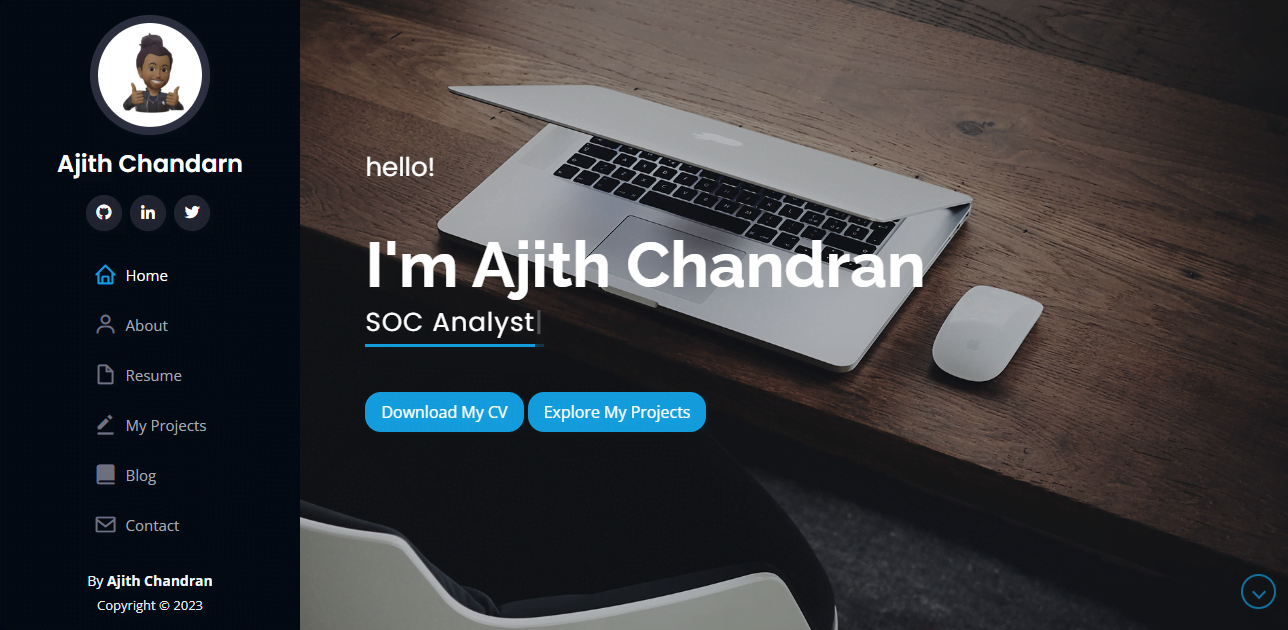 Ajith Chandarn
Home
About
Resume
My Projects
Blog
Contact
By Ajith Chandran
Copyright © 2023
hello!
I'm Ajith Chandran
SOC Analyst
Download My CV
Explore My Projects